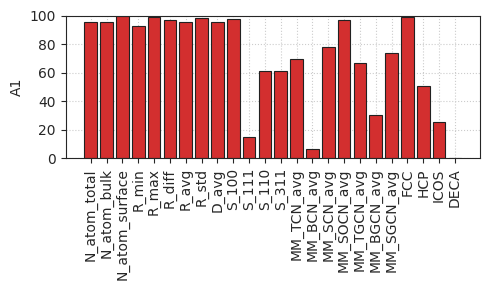 A1
100
80
60
40
20
0
N_atom_total
N_atom_bulk
N_atom_surface
R_min
R_max
R_diff
R_avg
R_std
D_avg
S_100
S_111
S_110
S_311
MM_TCN_avg
MM_BCN_avg
MM_SCN_avg
MM_SOCN_avg
MM_TGCN_avg
MM_BGCN_avg
MM_SGCN_avg
FCC
HCP
ICOS
DECA